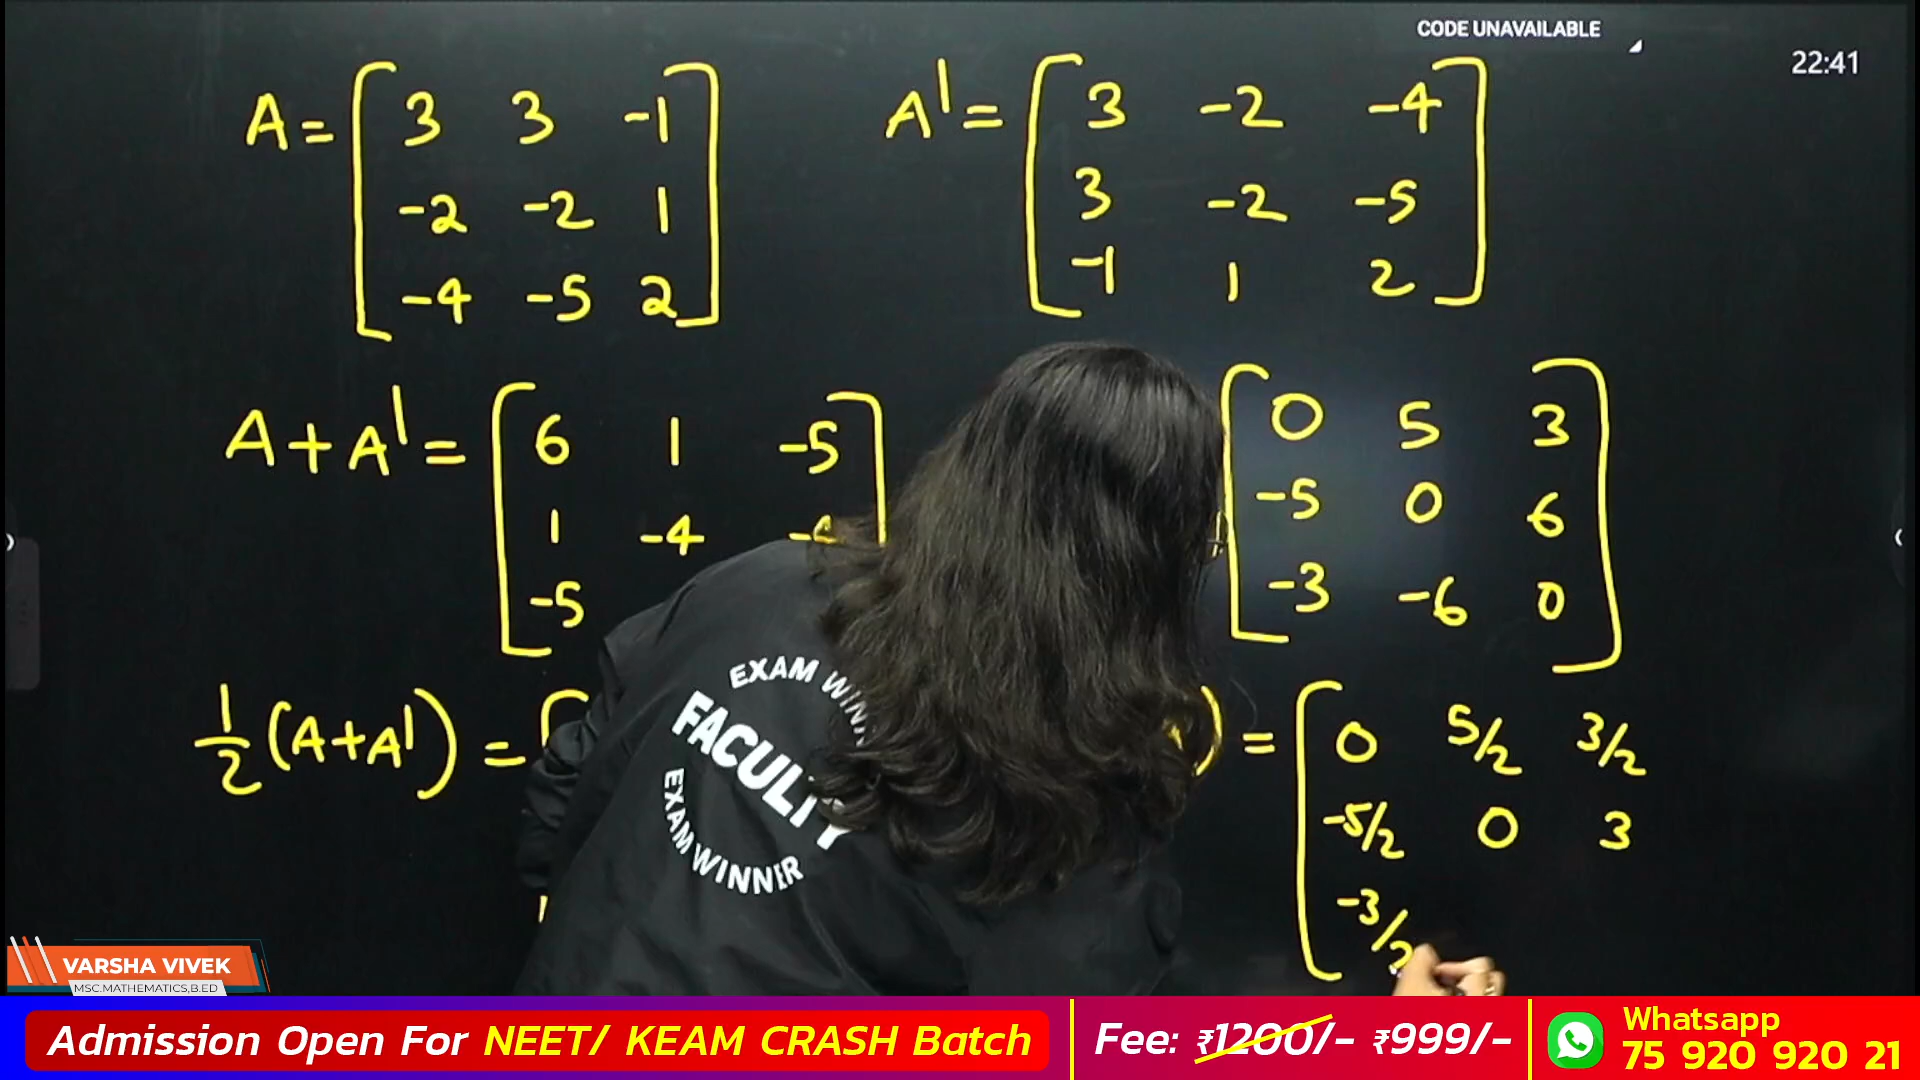 CODE UNAVAILABLE
22:41
A = [ 3 3 -1
-2 -2 1
-4 -5 2 ]
A' = [ 3 -2 -4
3 -2 -5
-1 1 2 ]
A + A' = [ 6 1 -5
1 -4
-5
[ 0 5 3
-5 0 6
-3 -6 0 ]
1/2 (A+A') = [
) = [ 0 5/2 3/2
-5/2 0 3
-3/2
EXAM WINN
FACULTY
EXAM WINNER
VARSHA VIVEK
MSC.MATHEMATICS,B.ED
Admission Open For NEET/ KEAM CRASH Batch
Fee: ₹1200/- ₹999/-
Whatsapp
75 920 920 21